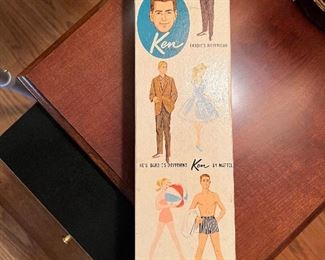 Ken
BARBIE'S BOYFRIEND
HE'S BARBIE'S BOYFRIEND Ken BY MATTEL